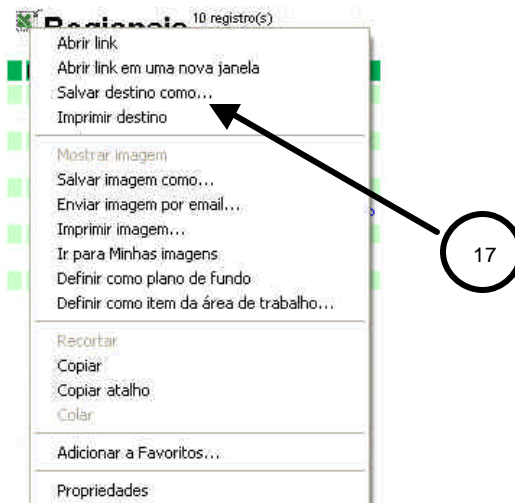 Regionais 10 registro(s)
Abrir link
Abrir link em uma nova janela
Salvar destino como...
Imprimir destino
Mostrar imagem
Salvar imagem como...
Enviar imagem por email...
Imprimir imagem...
Ir para Minhas imagens
17
Definir como plano de fundo
Definir como item da área de trabalho...
Recortar
Copiar
Copiar atalho
Colar
Adicionar a Favoritos...
Propriedades